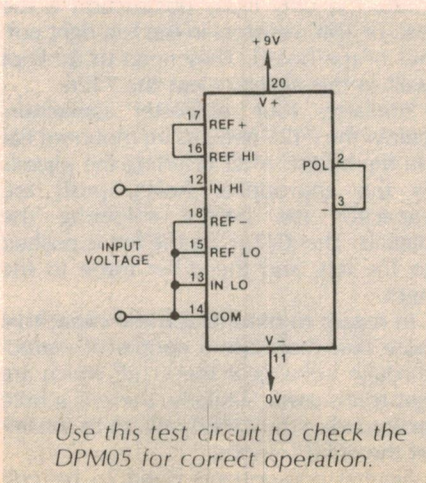 +9V
20
V+
17 REF+
16 REF HI
POL 2
12 IN HI
- 3
18 REF-
INPUT
VOLTAGE
15 REF LO
13 IN LO
14 COM
V-
11
0V
Use this test circuit to check the
DPM05 for correct operation.